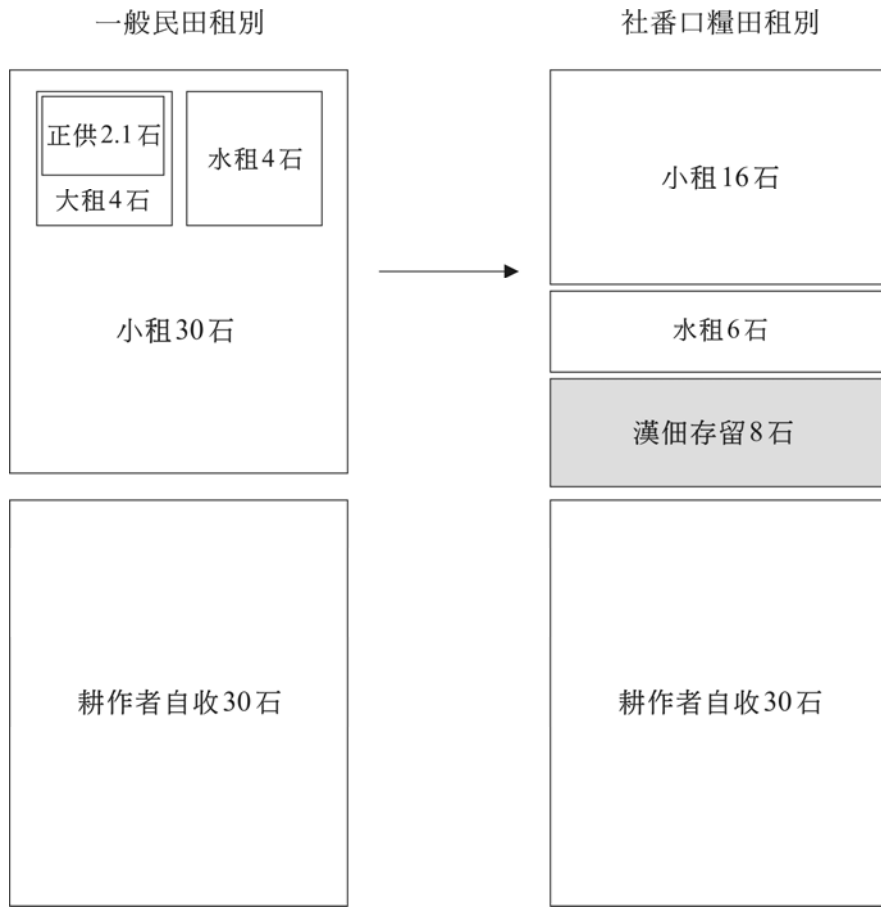 一般民田租別
正供2.1石
大租4石
水租4石
小租30石
耕作者自收30石
社番口糧田租別
小租16石
水租6石
漢佃存留8石
耕作者自收30石